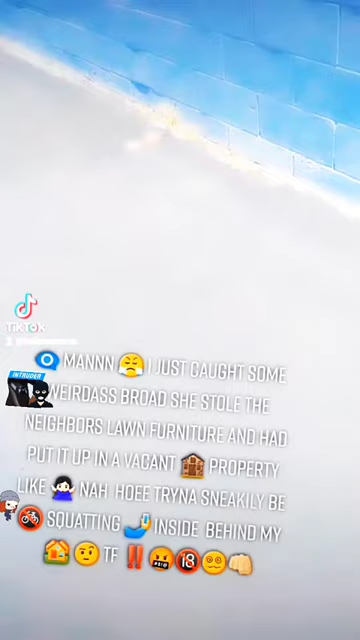 TikTok
INTRUDER
MANNN 😤 I JUST CAUGHT SOME
WEIRDASS BROAD SHE STOLE THE
NEIGHBORS LAWN FURNITURE AND HAD
PUT IT UP IN A VACANT 🏚️ PROPERTY
LIKE 🤷🏻‍♀️ NAH HOEE TRYNA SNEAKILY BE
🚳 SQUATTING 🤳 INSIDE BEHIND MY
🏡 🤨 TF ‼️ 🤬 🔞 😵‍💫 👊🏼